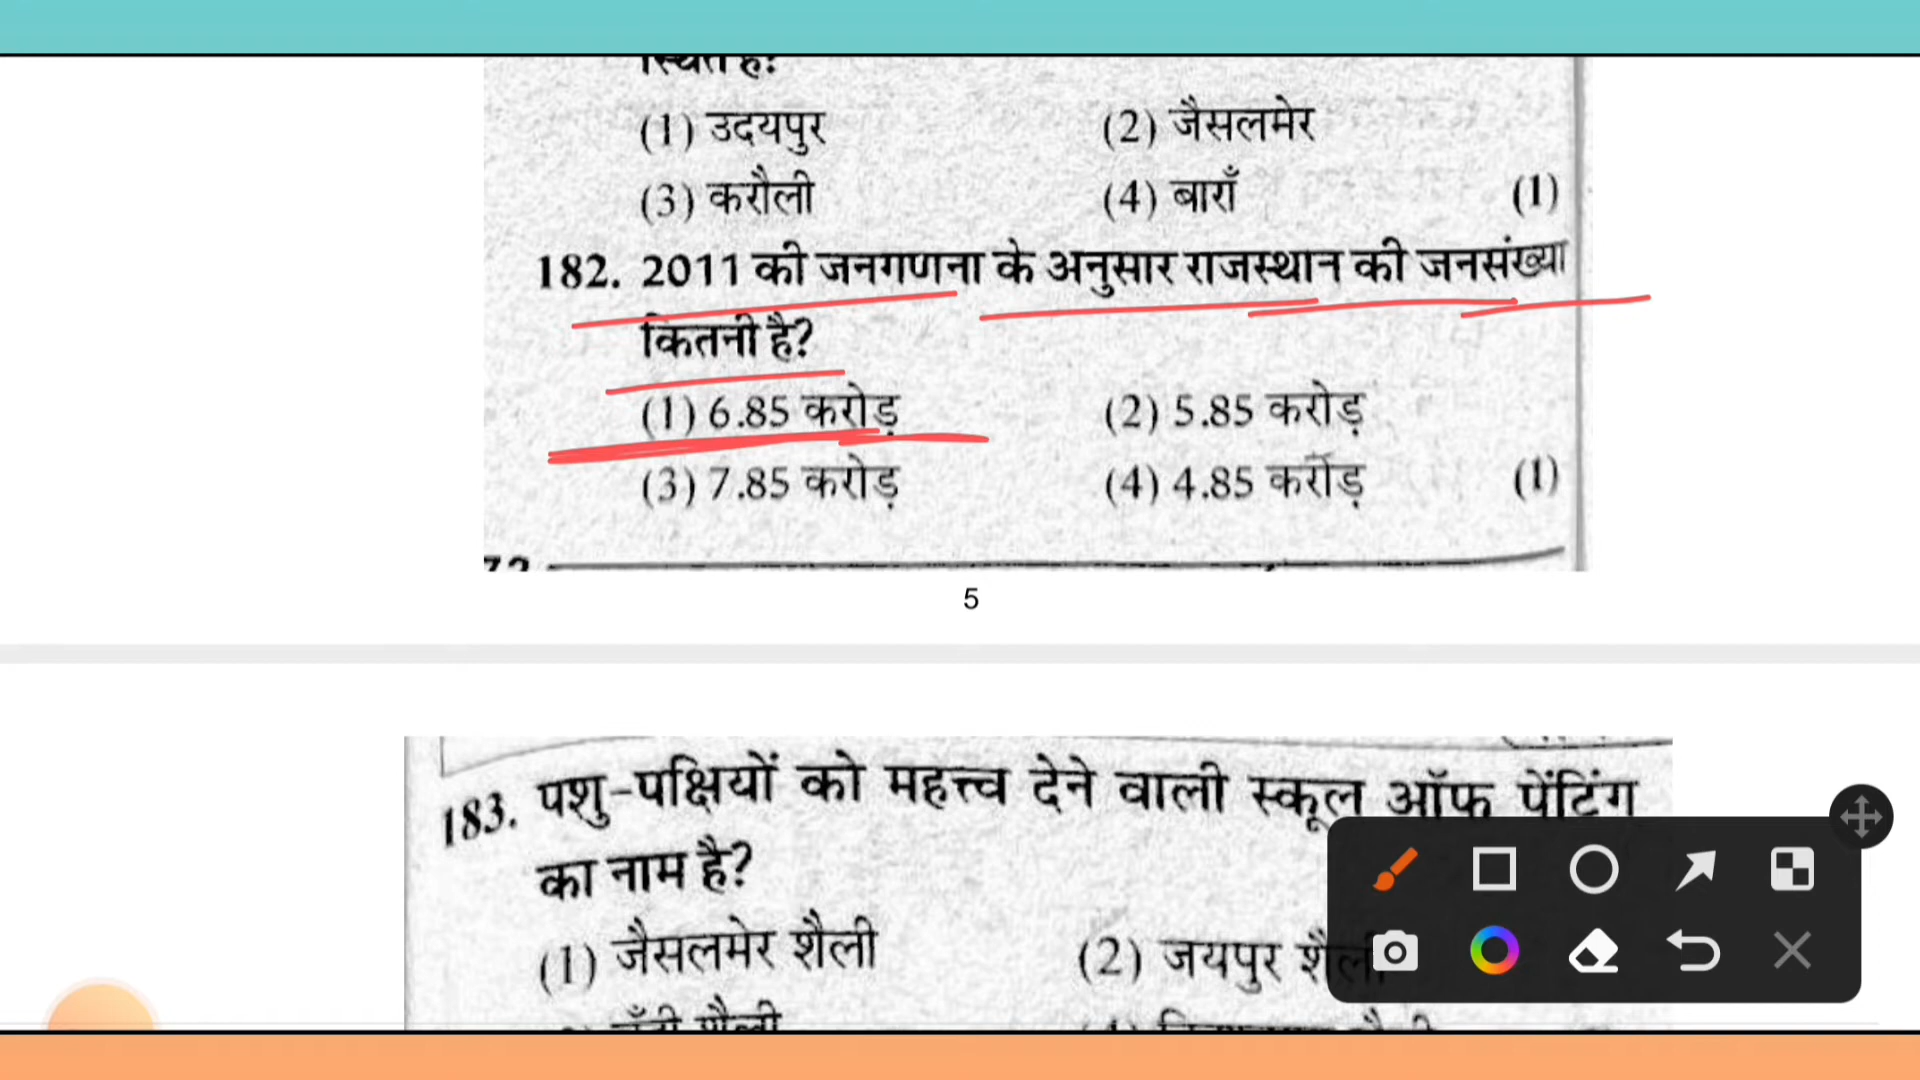 (1) उदयपुर (2) जैसलमेर
(3) करौली (4) बाराँ (1)
182. 2011 की जनगणना के अनुसार राजस्थान की जनसंख्या
कितनी है?
(1) 6.85 करोड़ (2) 5.85 करोड़
(3) 7.85 करोड़ (4) 4.85 करोड़ (1)
5
183. पशु-पक्षियों को महत्त्व देने वाली स्कूल ऑफ पेंटिंग
का नाम है?
(1) जैसलमेर शैली (2) जयपुर शैली